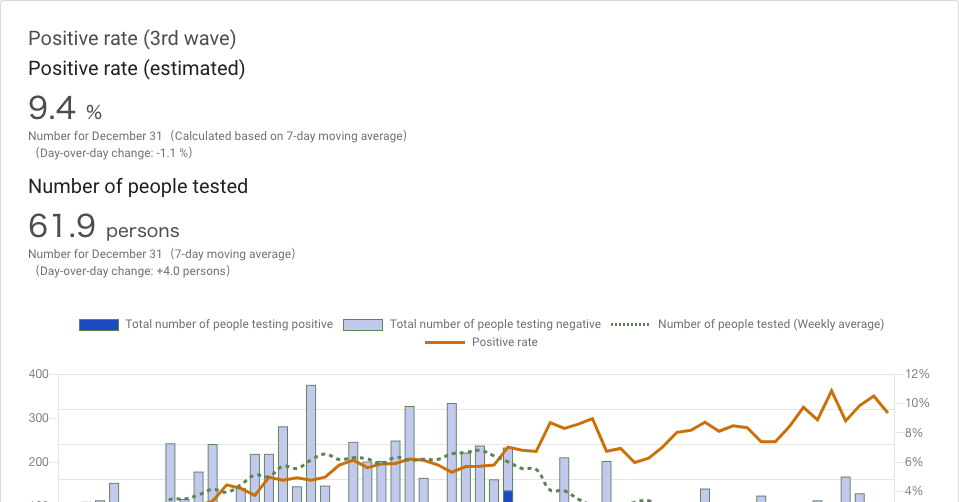 Positive rate (3rd wave)
Positive rate (estimated)
9.4 %
Number for December 31（Calculated based on 7-day moving average）
（Day-over-day change: -1.1 %）
Number of people tested
61.9 persons
Number for December 31（7-day moving average）
（Day-over-day change: +4.0 persons）
Total number of people testing positive Total number of people testing negative Number of people tested (Weekly average)
Positive rate
400 12%
10%
300
8%
200 6%
4%